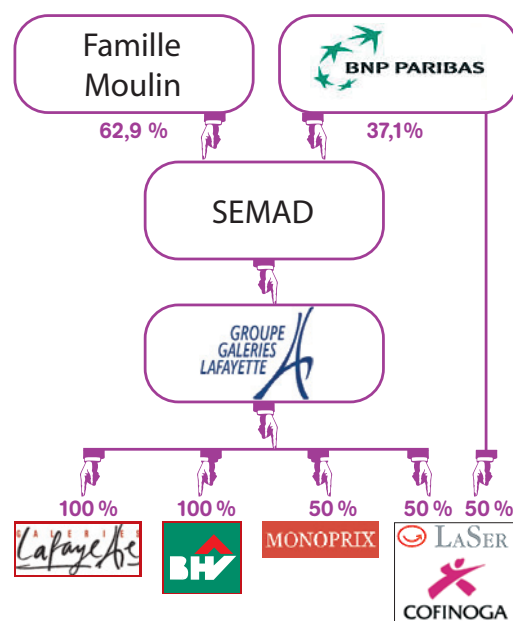 Famille
Moulin
BNP PARIBAS
62,9 %
37,1%
SEMAD
GROUPE
GALERIES
LAFAYETTE
100 %
100 %
50 %
50 %
50 %
GALERIES
Lafayette
BHV
MONOPRIX
LASER
COFINOGA